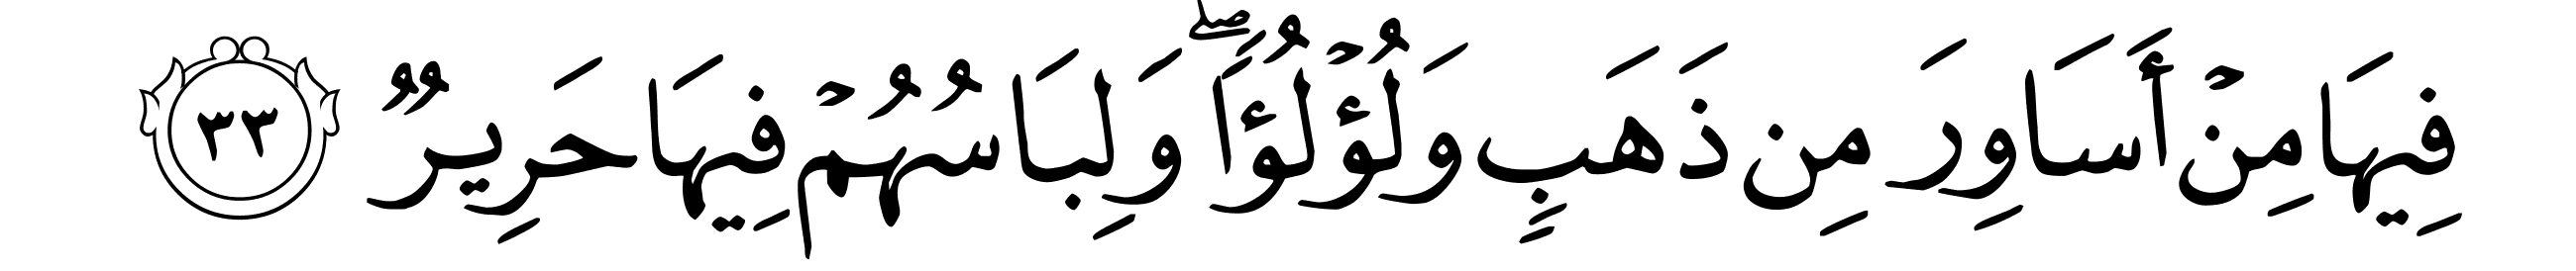 فِيهَا مِنْ أَسَاوِرَ مِن ذَهَبٍ وَلُؤْلُؤًا ۖ وَلِبَاسُهُمْ فِيهَا حَرِيرٌ ٣٣